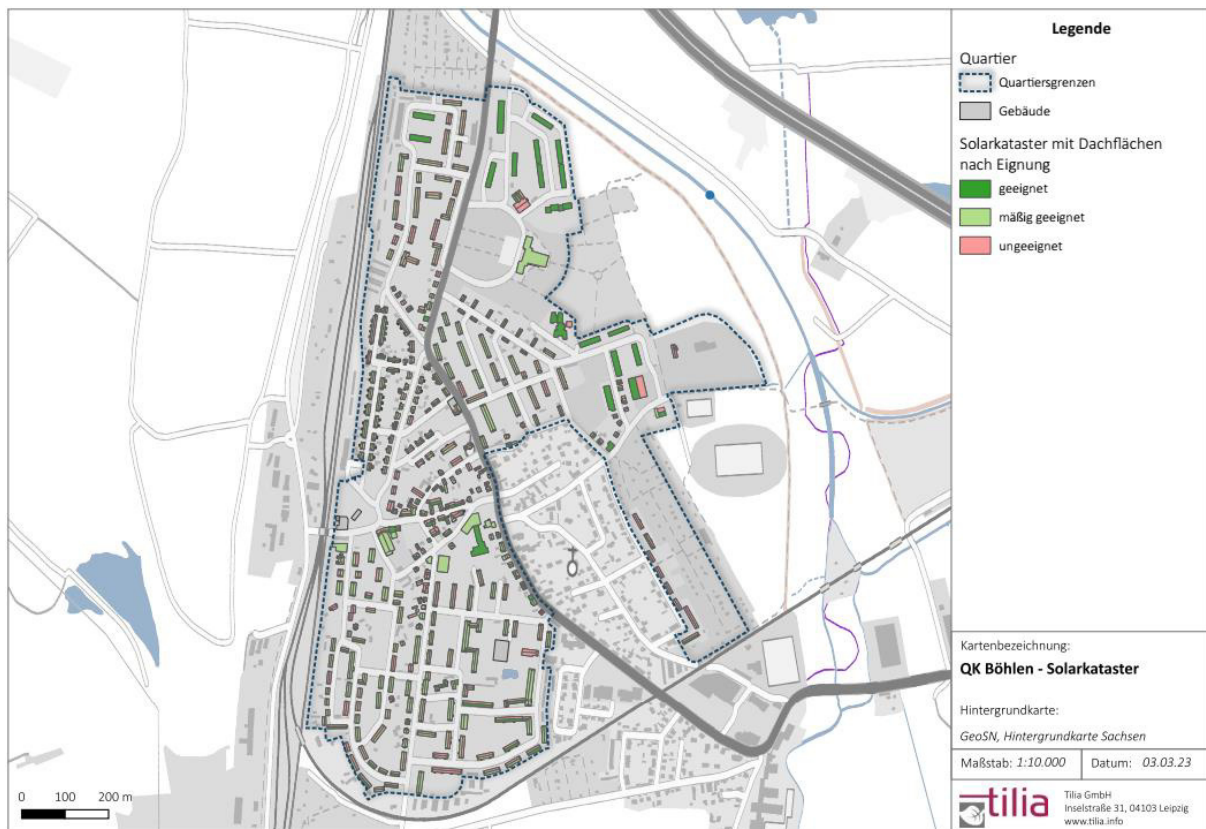 Legende
Quartier
Quartiersgrenzen
Gebäude
Solarkataster mit Dachflächen
nach Eignung
geeignet
mäßig geeignet
ungeeignet
Kartenbezeichnung:
QK Böhlen - Solarkataster
Hintergrundkarte:
GeoSN, Hintergrundkarte Sachsen
Maßstab: 1:10.000
Datum: 03.03.23
0 100 200 m
tilia
Tilia GmbH
Inselstraße 31, 04103 Leipzig
www.tilia.info